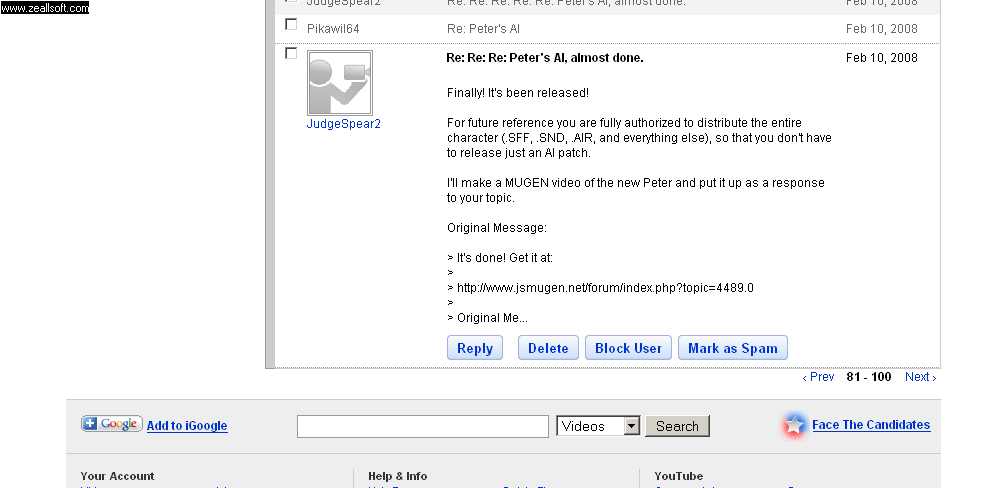 www.zeallsoft.com
JudgeSpear2 Re: Re: Re: Re: Re: Peter's AI, almost done. Feb 10, 2008
Pikawil64 Re: Peter's AI Feb 10, 2008
Re: Re: Re: Peter's AI, almost done. Feb 10, 2008
JudgeSpear2
Finally! It's been released!
For future reference you are fully authorized to distribute the entire
character (.SFF, .SND, .AIR, and everything else), so that you don't have
to release just an AI patch.
I'll make a MUGEN video of the new Peter and put it up as a response
to your topic.
Original Message:
> It's done! Get it at:
>
> http://www.jsmugen.net/forum/index.php?topic=4489.0
>
> Original Me...
Reply Delete Block User Mark as Spam
‹ Prev 81 - 100 Next ›
Google Add to iGoogle Videos Search Face The Candidates
Your Account Help & Info YouTube